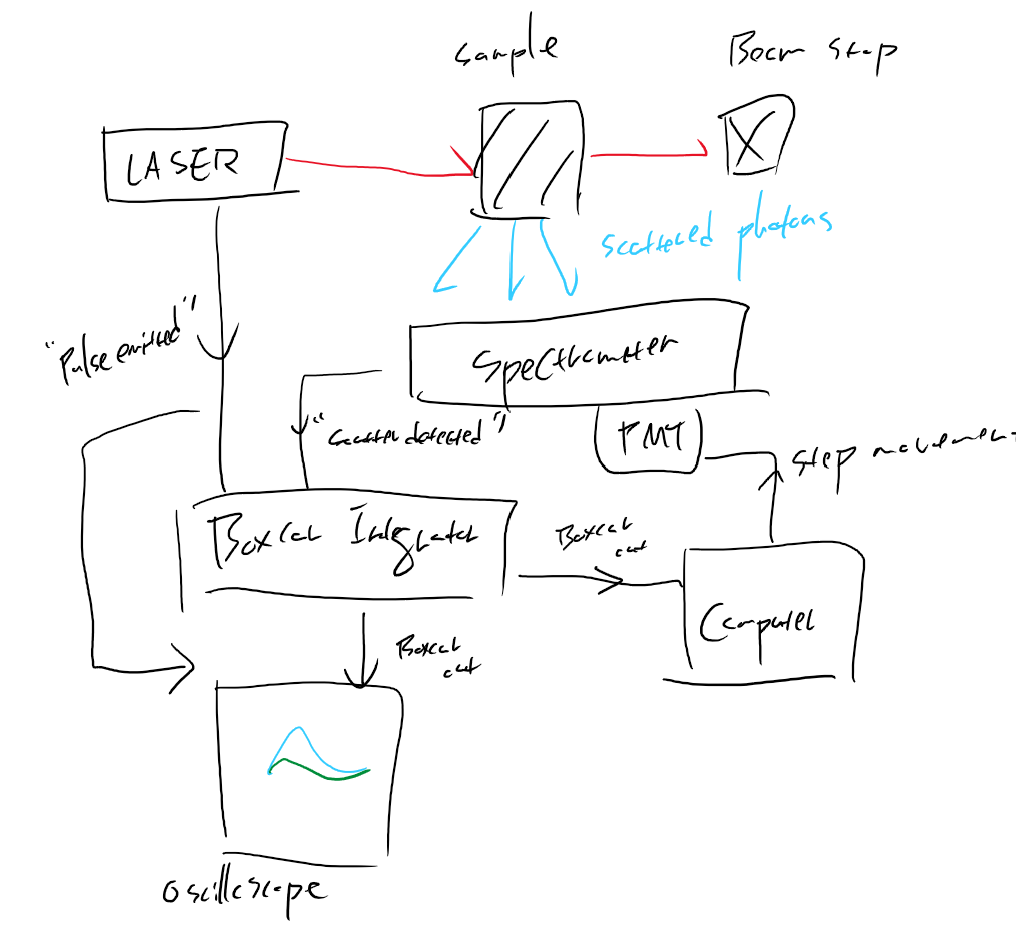 sample
Beam stop
LASER
scattered photons
"Pulse emitted"
Spectrometter
"scatter detected"
PMT
step movement
Boxcar Integrator
Boxcar
out
Computer
Boxcar
out
oscilloscope